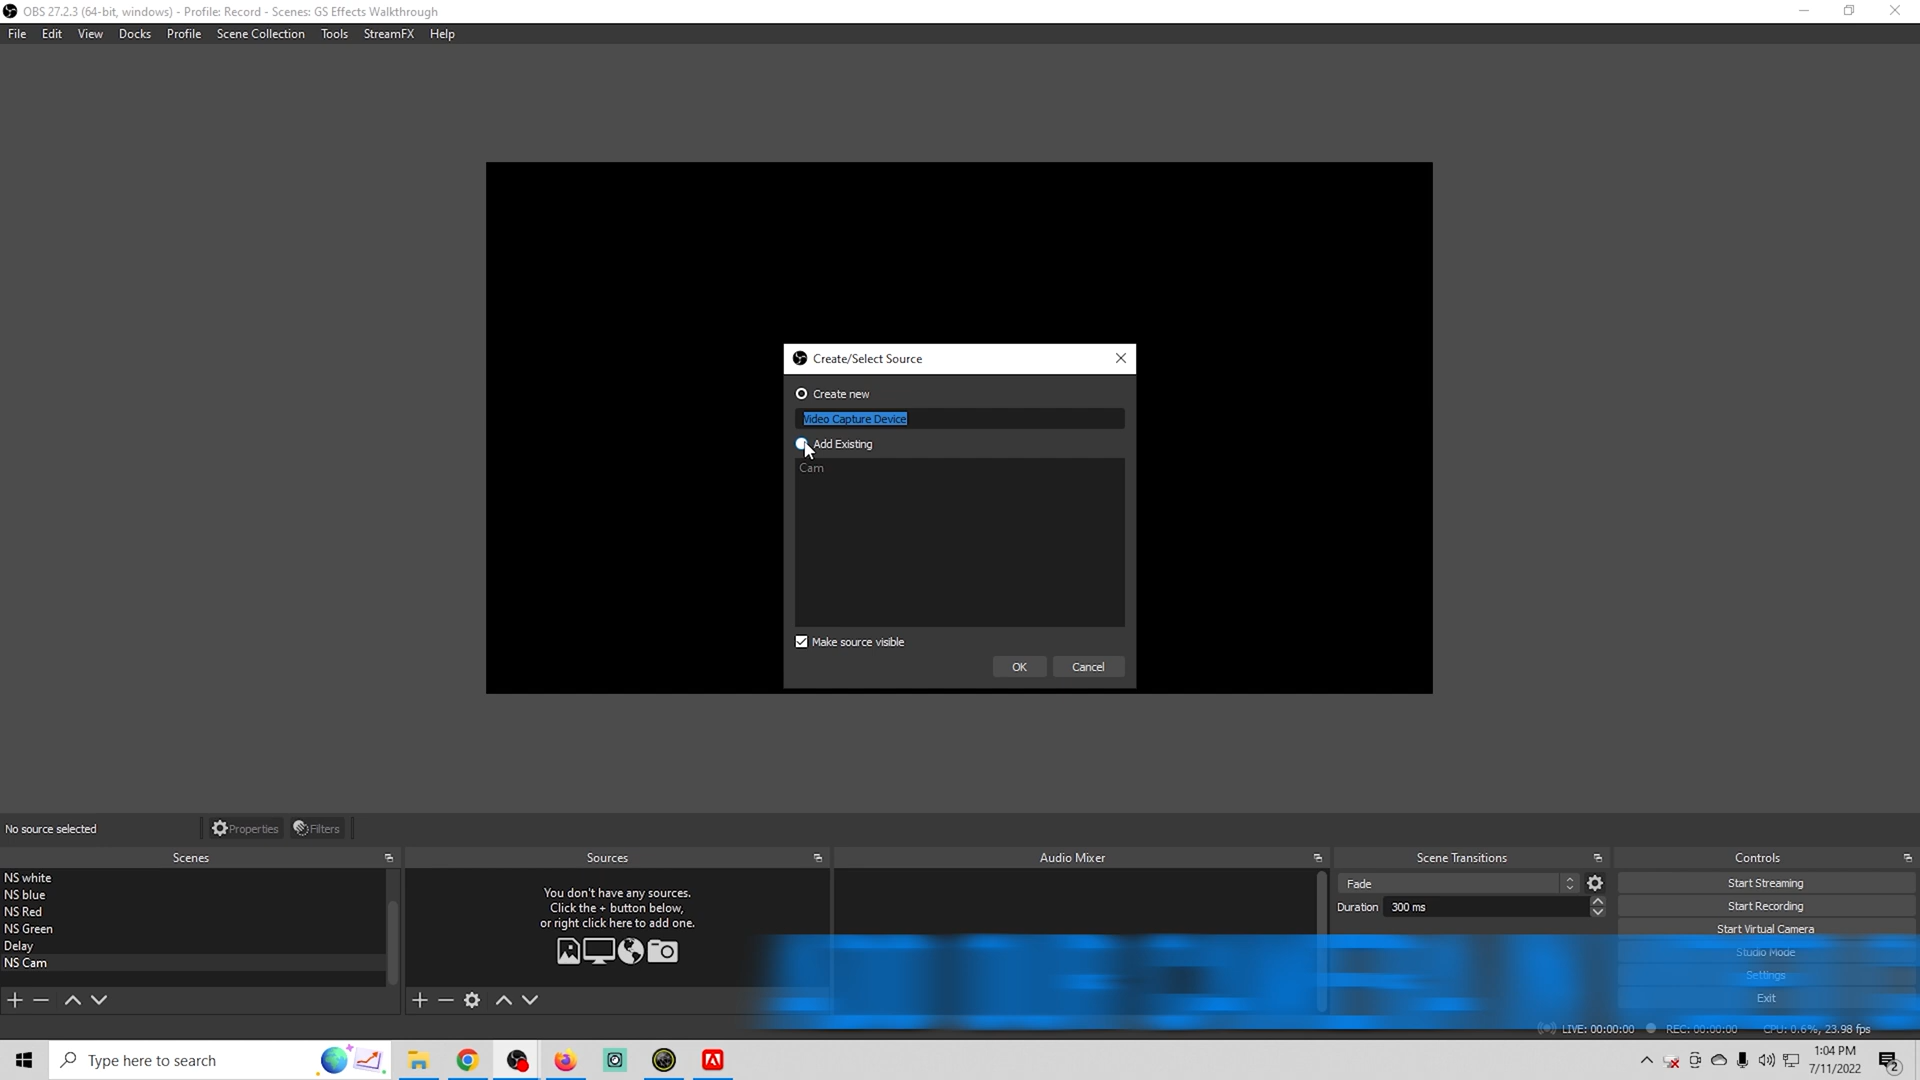 OBS 27.2.3 (64-bit, windows) - Profile: Record - Scenes: GS Effects Walkthrough
File Edit View Docks Profile Scene Collection Tools StreamFX Help
Create/Select Source
Create new
Video Capture Device
Add Existing
Cam
Make source visible
OK Cancel
No source selected Properties Filters
Scenes Sources Audio Mixer Scene Transitions Controls
NS white
NS blue
NS Red
NS Green
Delay
NS Cam
You don't have any sources.
Click the + button below,
or right click here to add one.
Fade
Duration 300 ms
Start Streaming
Start Recording
Start Virtual Camera
Studio Mode
Settings
Exit
LIVE: 00:00:00 REC: 00:00:00 CPU: 0.6%, 23.98 fps
Type here to search
1:04 PM
7/11/2022
2